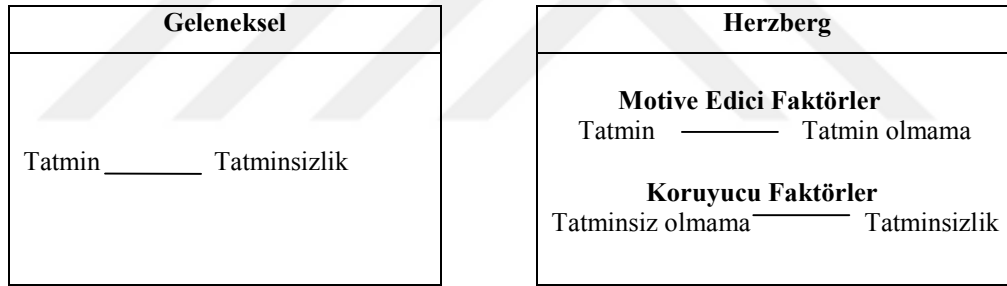 Geleneksel
Tatmin Tatminsizlik
Herzberg
Motive Edici Faktörler
Tatmin Tatmin olmama
Koruyucu Faktörler
Tatminsiz olmama Tatminsizlik